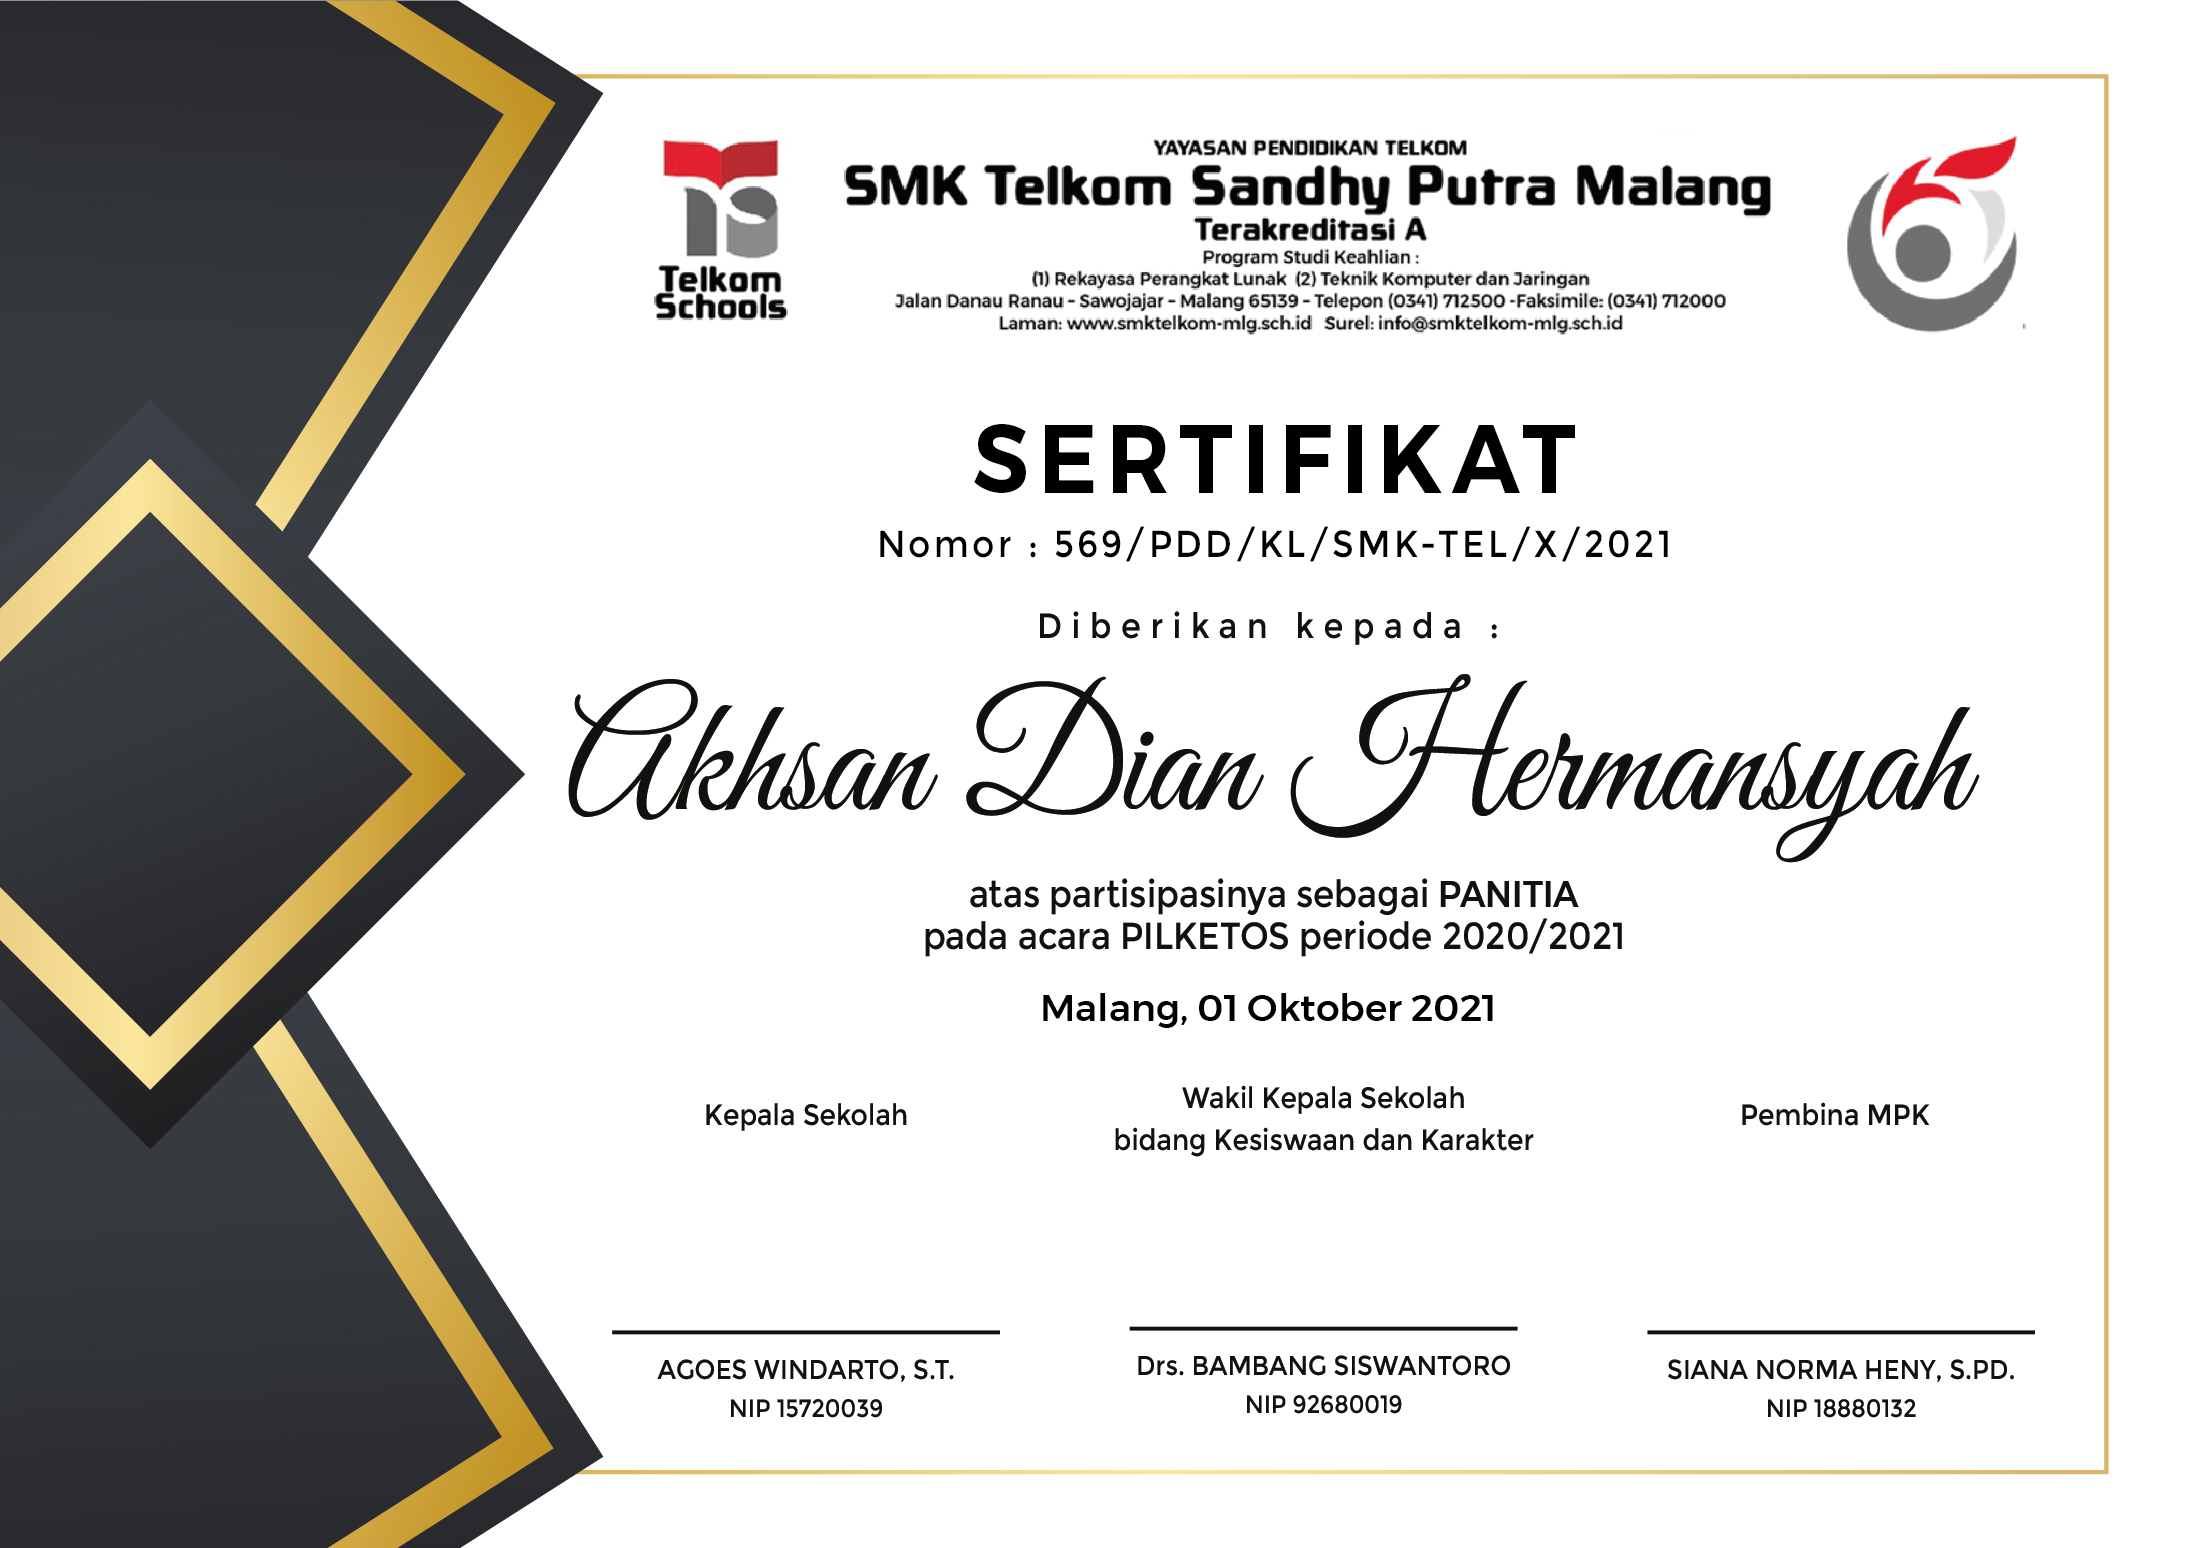 Telkom
Schools
YAYASAN PENDIDIKAN TELKOM
SMK Telkom Sandhy Putra Malang
Terakreditasi A
Program Studi Keahlian :
(1) Rekayasa Perangkat Lunak (2) Teknik Komputer dan Jaringan
Jalan Danau Ranau - Sawojajar - Malang 65139 - Telepon (0341) 712500 -Faksimile: (0341) 712000
Laman: www.smktelkom-mlg.sch.id Surel: info@smktelkom-mlg.sch.id
SERTIFIKAT
Nomor : 569/PDD/KL/SMK-TEL/X/2021
Diberikan kepada :
Akhsan Dian Hermansyah
atas partisipasinya sebagai PANITIA
pada acara PILKETOS periode 2020/2021
Malang, 01 Oktober 2021
Kepala Sekolah
AGOES WINDARTO, S.T.
NIP 15720039
Wakil Kepala Sekolah
bidang Kesiswaan dan Karakter
Drs. BAMBANG SISWANTORO
NIP 92680019
Pembina MPK
SIANA NORMA HENY, S.PD.
NIP 18880132